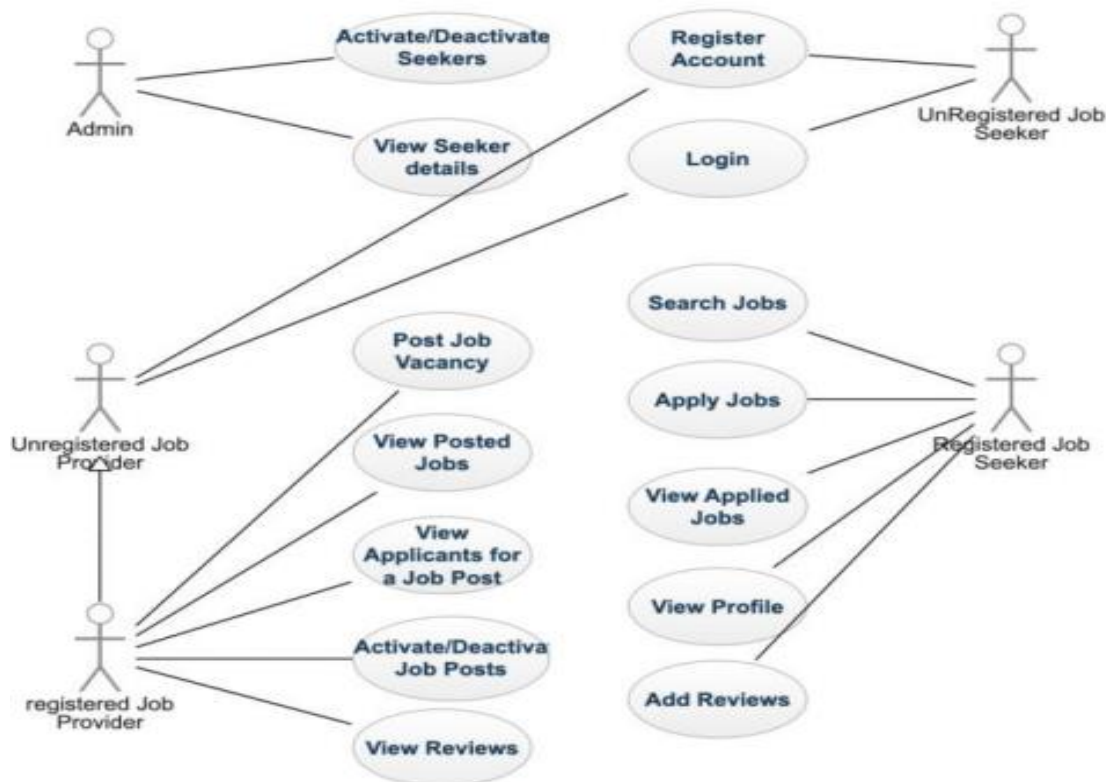 Activate/Deactivate
Seekers
Register
Account
Admin
UnRegistered Job
Seeker
View Seeker
details
Login
Search Jobs
Post Job
Vacancy
Apply Jobs
Unregistered Job
Provider
View Posted
Jobs
Registered Job
Seeker
View Applied
Jobs
View
Applicants for
a Job Post
View Profile
Activate/Deactiva
Job Posts
registered Job
Provider
Add Reviews
View Reviews